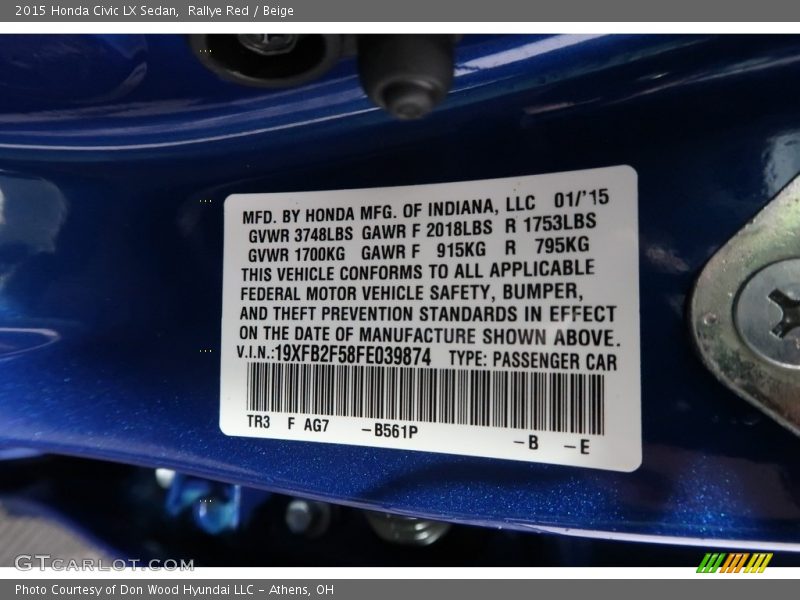 2015 Honda Civic LX Sedan,  Rallye Red / Beige
MFD. BY HONDA MFG. OF INDIANA, LLC  01/'15
GVWR 3748LBS  GAWR F 2018LBS  R 1753LBS
GVWR 1700KG  GAWR F  915KG  R  795KG
THIS VEHICLE CONFORMS TO ALL APPLICABLE
FEDERAL MOTOR VEHICLE SAFETY, BUMPER,
AND THEFT PREVENTION STANDARDS IN EFFECT
ON THE DATE OF MANUFACTURE SHOWN ABOVE.
V.I.N.:19XFB2F58FE039874  TYPE: PASSENGER CAR
TR3  F  AG7  –B561P  –B  –E
GTCARLOT.COM
Photo Courtesy of Don Wood Hyundai LLC – Athens, OH